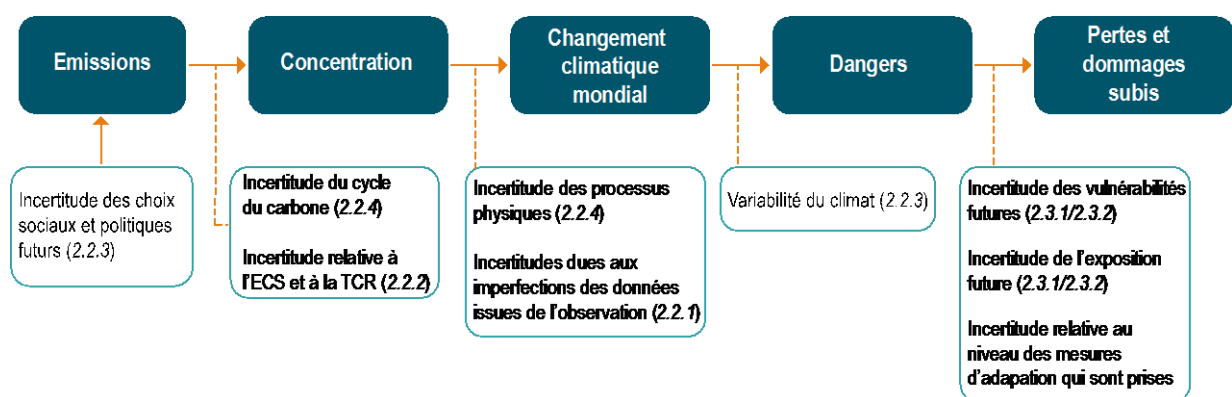 Emissions
Concentration
Changement
climatique
mondial
Dangers
Pertes et
dommages
subis
Incertitude des choix
sociaux et politiques
futurs (2.2.3)
Incertitude du cycle
du carbone (2.2.4)
Incertitude relative à
l'ECS et à la TCR (2.2.2)
Incertitude des processus
physiques (2.2.4)
Incertitudes dues aux
imperfections des données
issues de l'observation (2.2.1)
Variabilité du climat (2.2.3)
Incertitude des vulnérabilités
futures (2.3.1/2.3.2)
Incertitude de l'exposition
future (2.3.1/2.3.2)
Incertitude relative au
niveau des mesures
d'adapation qui sont prises